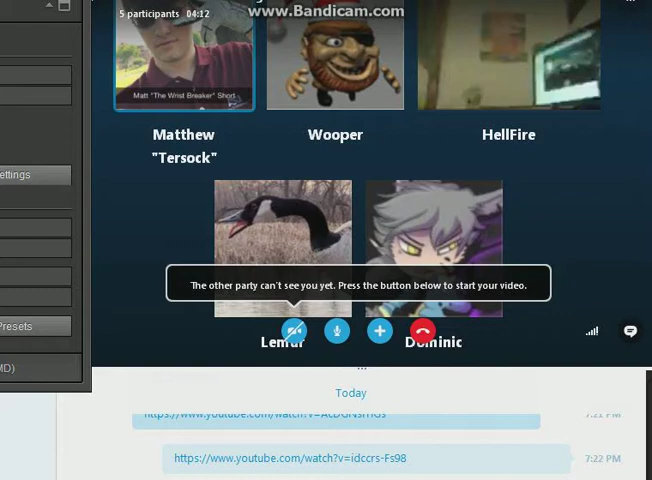 www.Bandicam.com
5 participants 04:12
Matt "The Wrist Breaker" Short
Matthew
"Tersock"
Wooper
HellFire
ettings
The other party can't see you yet. Press the button below to start your video.
Lemur
Dominic
Presets
MD)
Today
7:21 PM
https://www.youtube.com/watch?v=idccrs-Fs98
7:22 PM